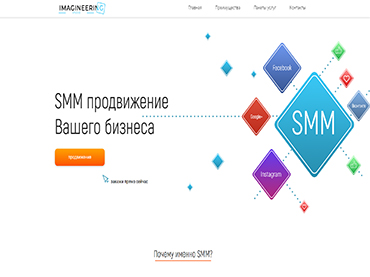 IMAGINEERING
Главная Преимущества Пакеты услуг Контакты
SMM продвижение
Вашего бизнеса
продвижение
закажи прямо сейчас
Facebook
Google+
SMM
Вконтакте
Instagram
Почему именно SMM?